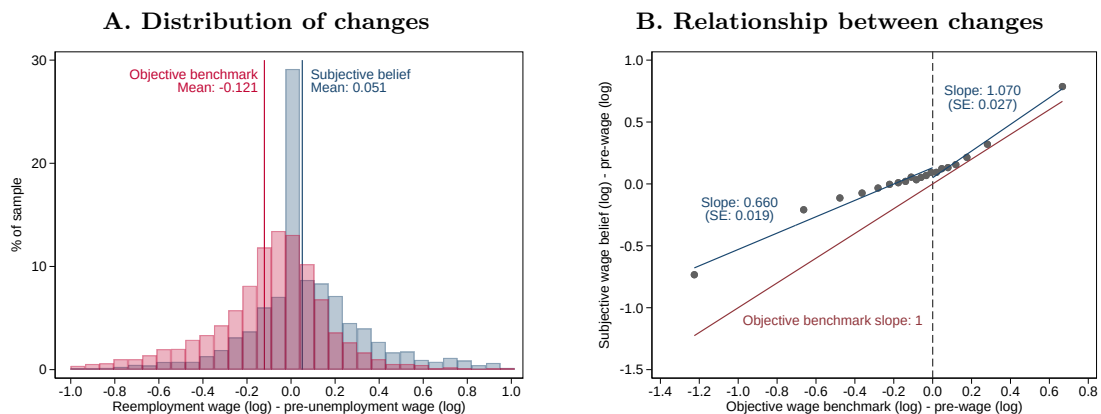 A. Distribution of changes
30
20
10
0
% of sample
Objective benchmark
Mean: -0.121
Subjective belief
Mean: 0.051
-1.0 -0.8 -0.6 -0.4 -0.2 0.0 0.2 0.4 0.6 0.8 1.0
Reemployment wage (log) - pre-unemployment wage (log)
B. Relationship between changes
1.0
0.5
0.0
-0.5
-1.0
-1.5
Subjective wage belief (log) - pre-wage (log)
Slope: 1.070
(SE: 0.027)
Slope: 0.660
(SE: 0.019)
Objective benchmark slope: 1
-1.4 -1.2 -1.0 -0.8 -0.6 -0.4 -0.2 0.0 0.2 0.4 0.6 0.8
Objective wage benchmark (log) - pre-wage (log)